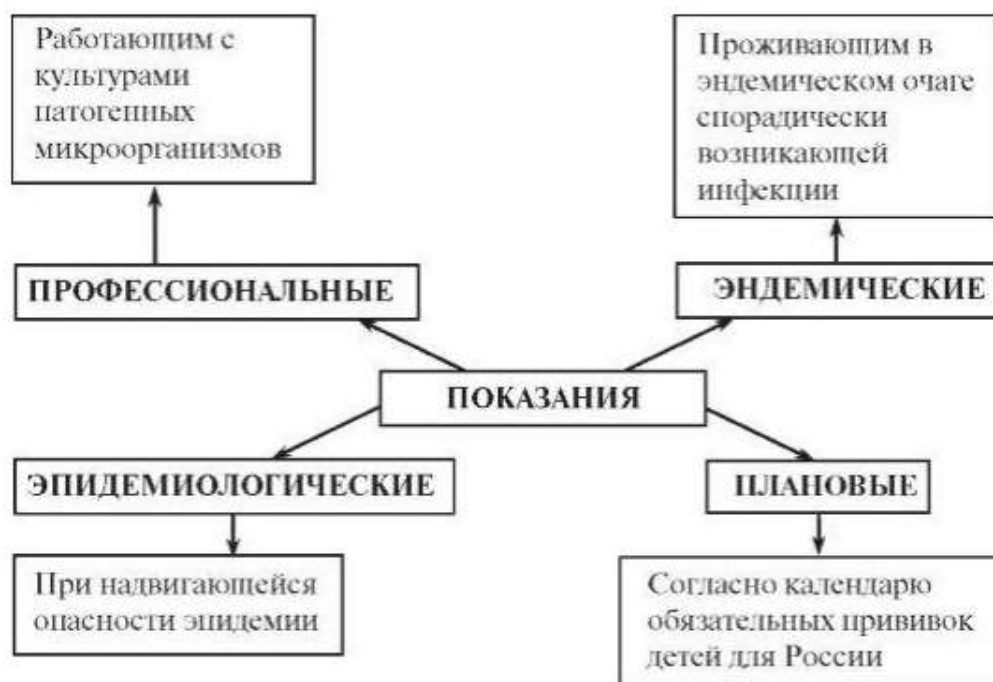 Работающим с
культурами
патогенных
микроорганизмов
Проживающим в
эндемическом очаге
спорадически
возникающей
инфекции
ПРОФЕССИОНАЛЬНЫЕ
ЭНДЕМИЧЕСКИЕ
ПОКАЗАНИЯ
ЭПИДЕМИОЛОГИЧЕСКИЕ
ПЛАНОВЫЕ
При надвигающейся
опасности эпидемии
Согласно календарю
обязательных прививок
детей для России